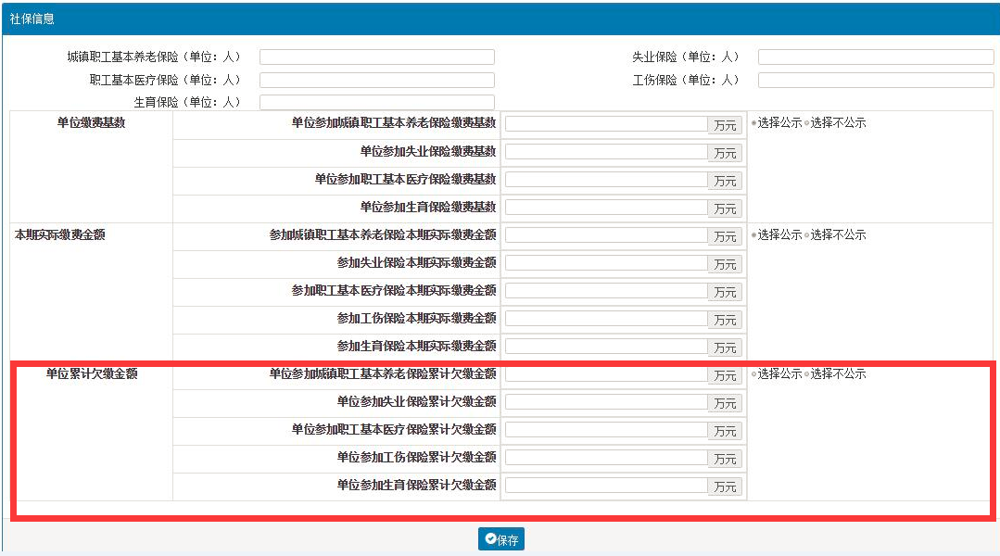 社保信息
城镇职工基本养老保险（单位：人） 失业保险（单位：人）
职工基本医疗保险（单位：人） 工伤保险（单位：人）
生育保险（单位：人）
单位缴费基数 单位参加城镇职工基本养老保险缴费基数 万元 选择公示 选择不公示
单位参加失业保险缴费基数 万元
单位参加职工基本医疗保险缴费基数 万元
单位参加生育保险缴费基数 万元
本期实际缴费金额 参加城镇职工基本养老保险本期实际缴费金额 万元 选择公示 选择不公示
参加失业保险本期实际缴费金额 万元
参加职工基本医疗保险本期实际缴费金额 万元
参加工伤保险本期实际缴费金额 万元
参加生育保险本期实际缴费金额 万元
单位累计欠缴金额 单位参加城镇职工基本养老保险累计欠缴金额 万元 选择公示 选择不公示
单位参加失业保险累计欠缴金额 万元
单位参加职工基本医疗保险累计欠缴金额 万元
单位参加工伤保险累计欠缴金额 万元
单位参加生育保险累计欠缴金额 万元
保存